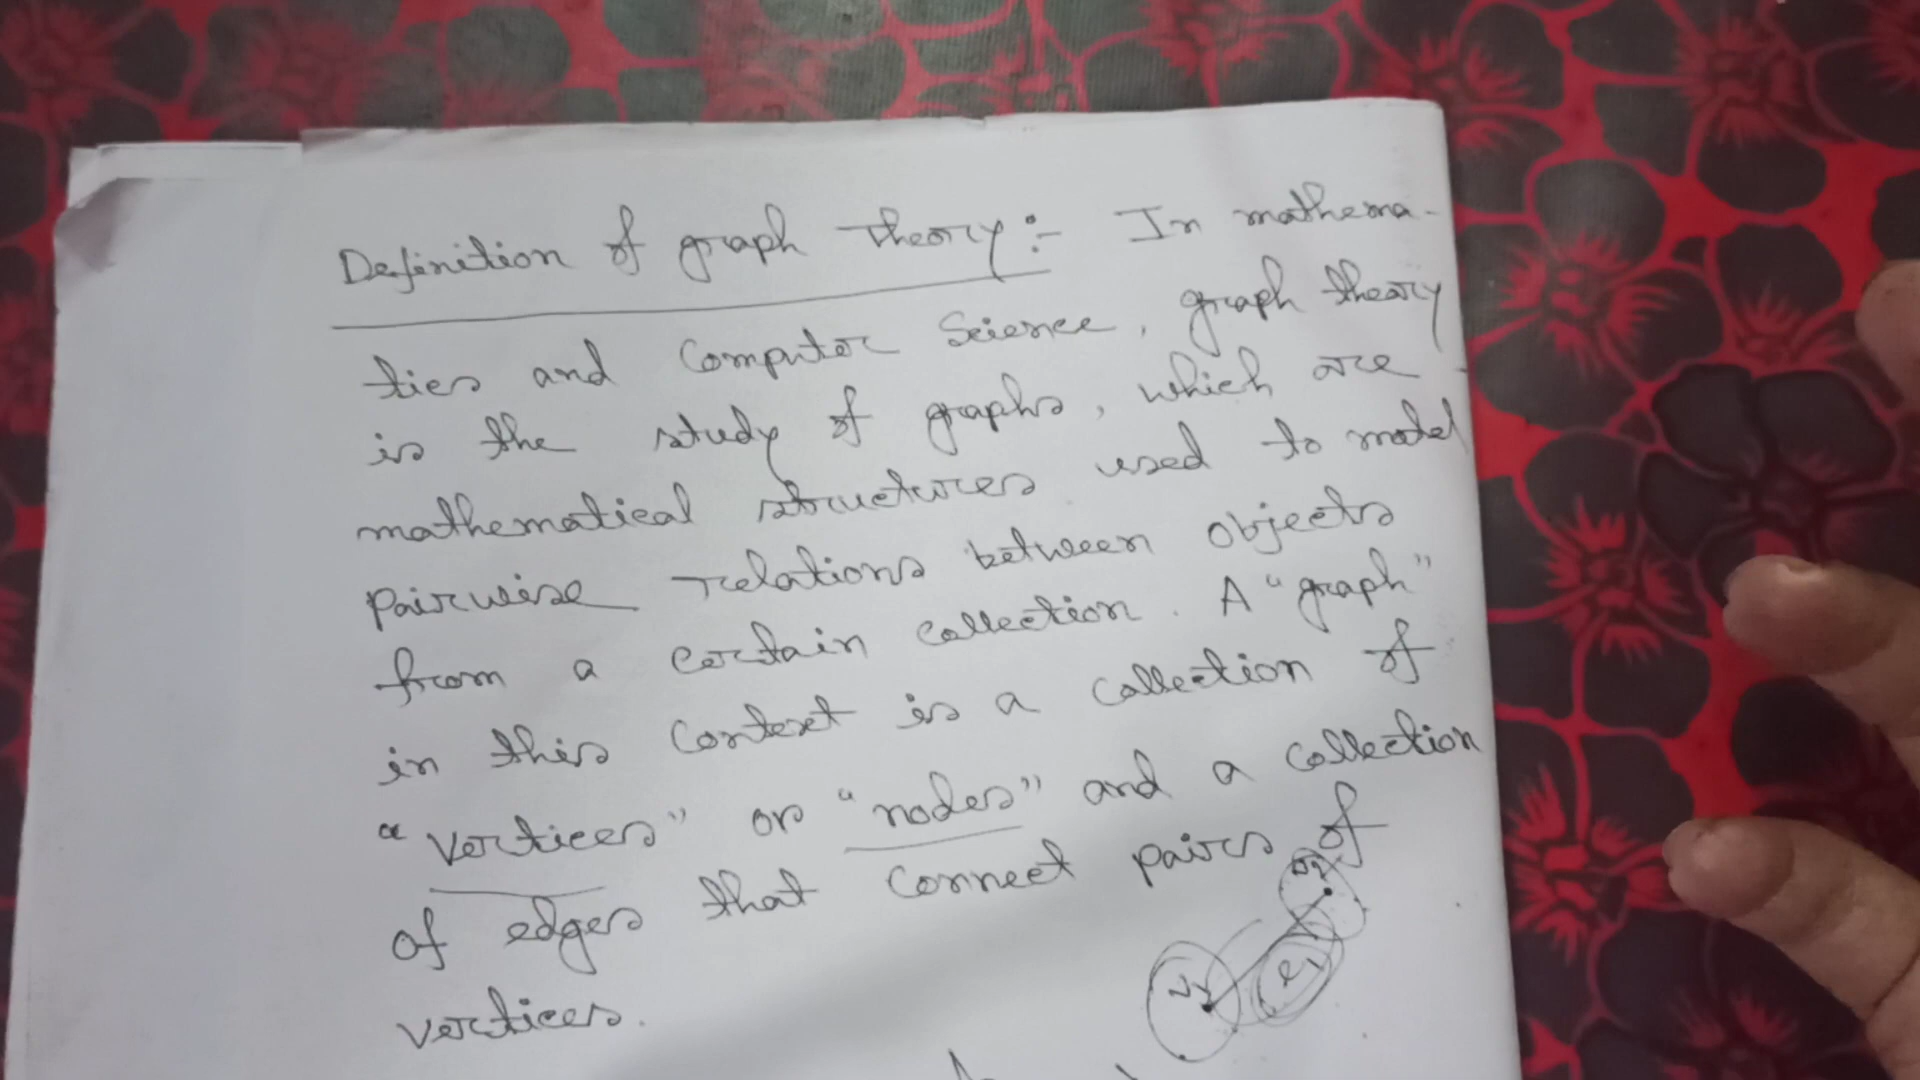 Definition of graph theory :- In mathema-
tics and Computer Science, graph theory
is the study of graphs, which are
mathematical structures used to model
pairwise relations between objects
from a certain collection. A "graph"
in this context is a collection of
"vertices" or "nodes" and a collection
of edges that connect pairs of
vertices.
e1